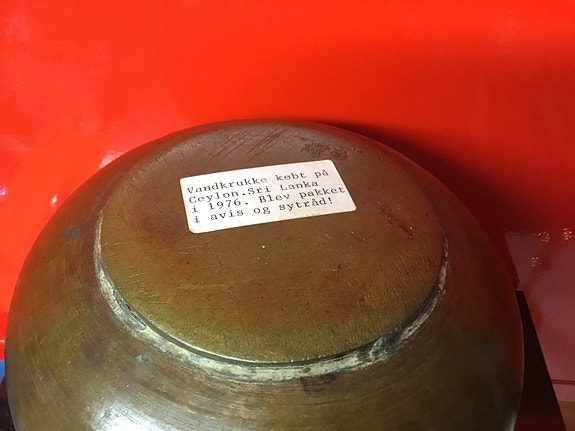 Vandkrukke købt på
Ceylon.Sri Lanka
i 1976. Blev pakket
i avis og sytråd!